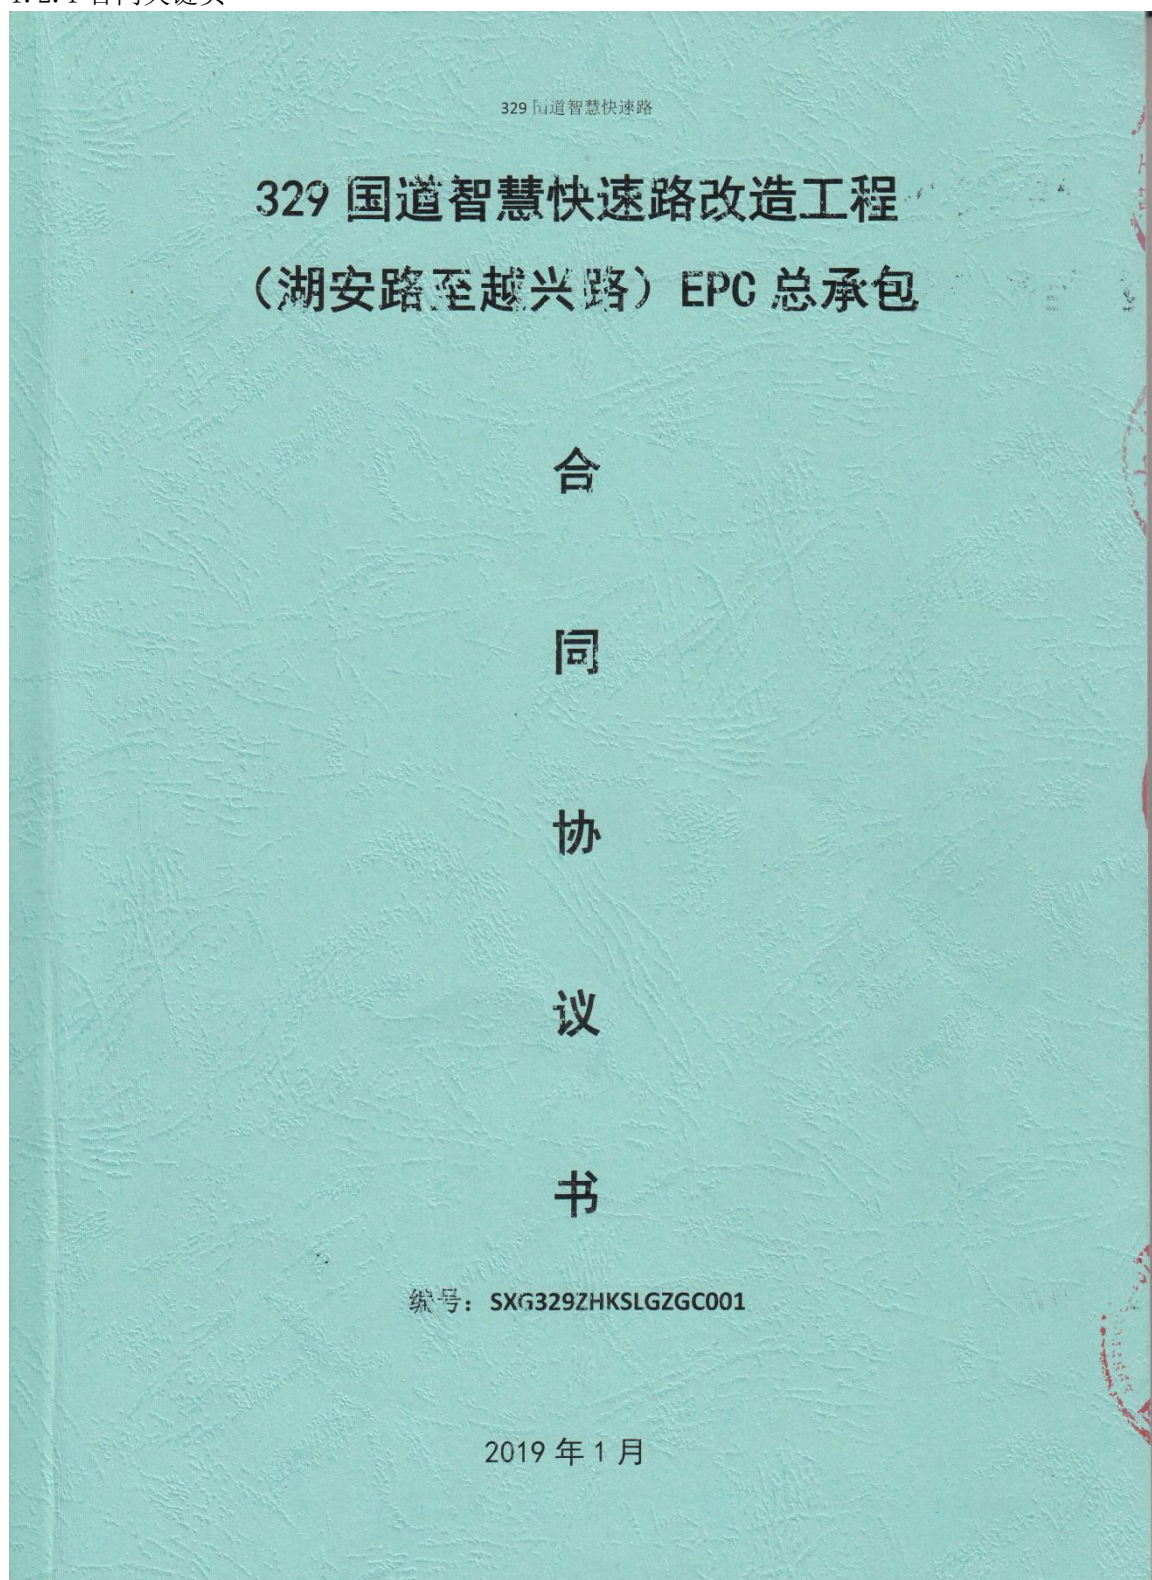 329 国道智慧快速路
329 国道智慧快速路改造工程
（湖安路至越兴路）EPC 总承包
合
同
协
议
书
编号：SXG329ZHKSLGZGC001
2019 年 1 月